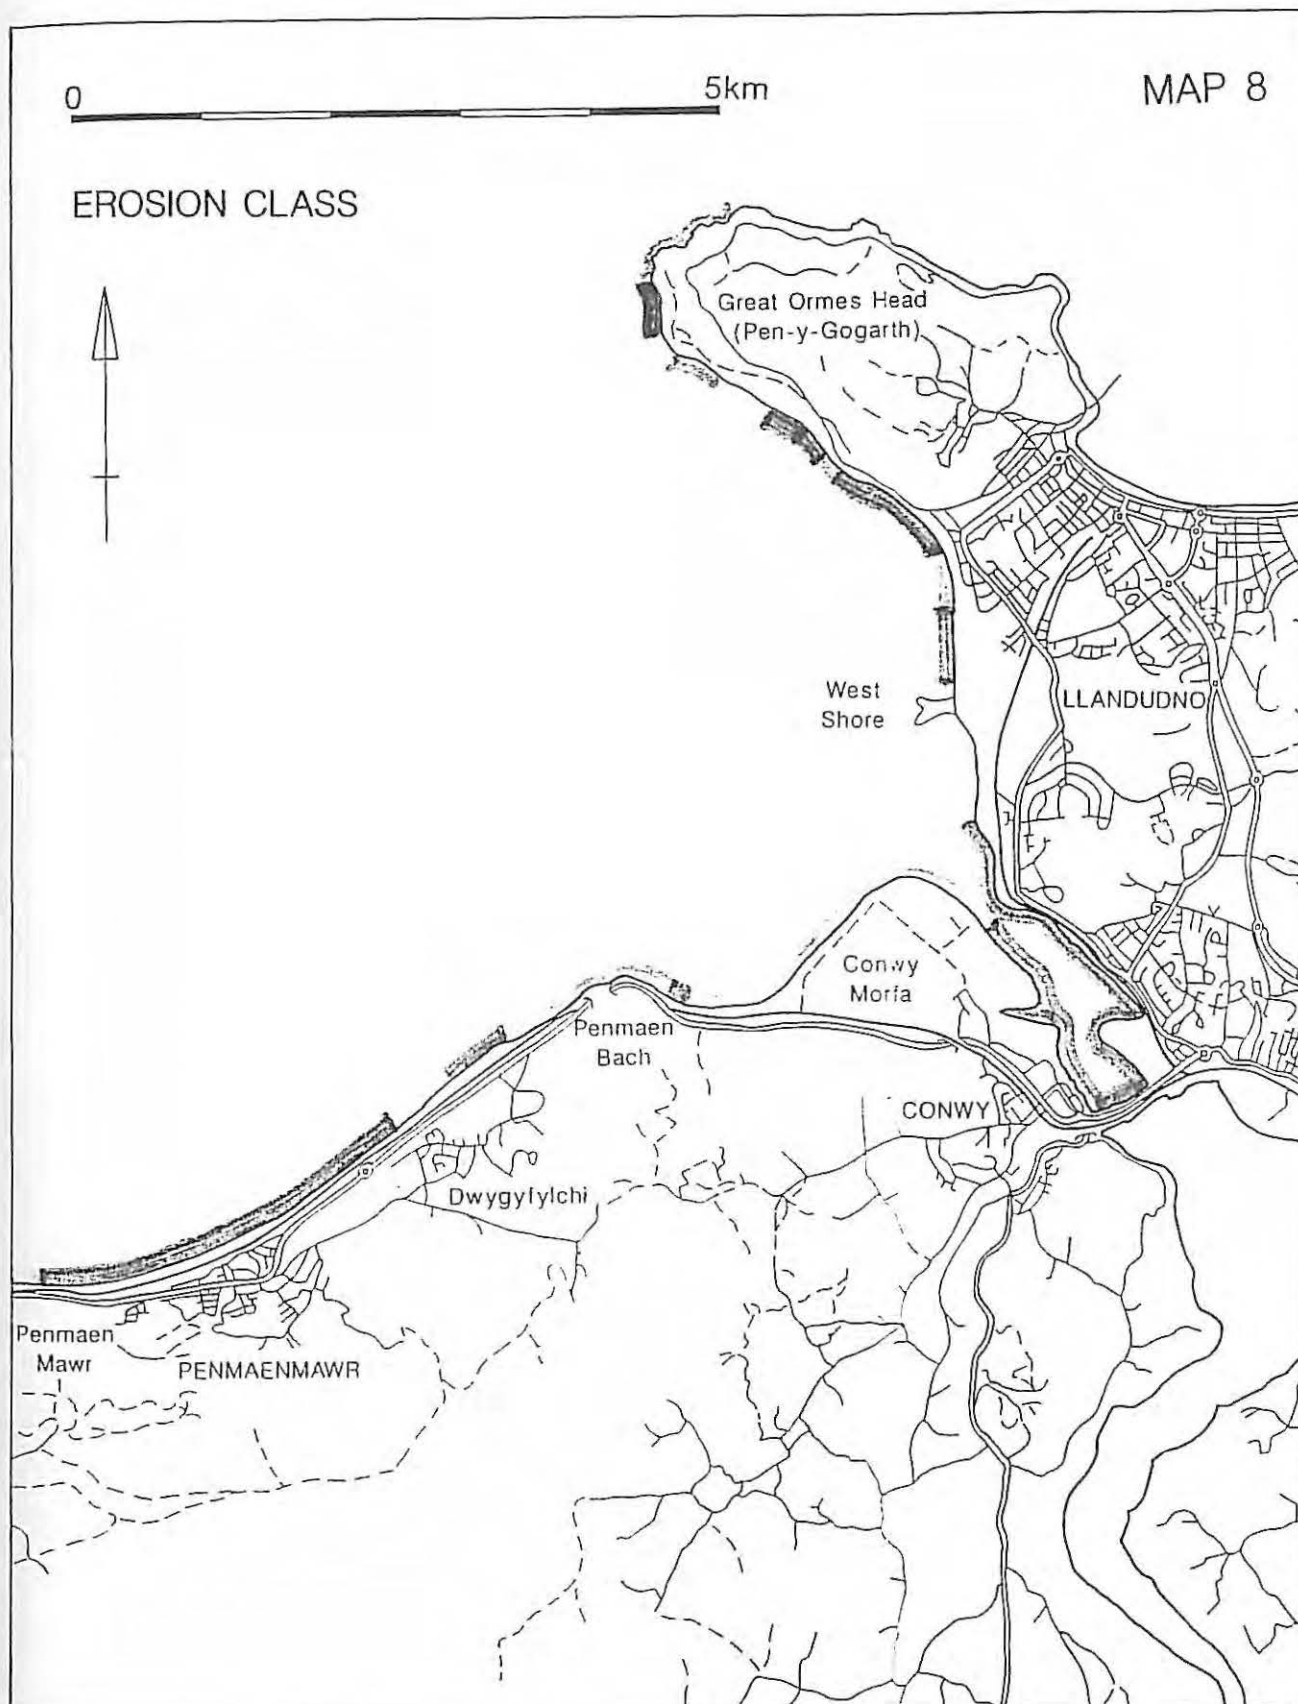 0 5km
MAP 8
EROSION CLASS
Great Ormes Head
(Pen-y-Gogarth)
West
Shore
LLANDUDNO
Conwy
Morfa
Penmaen
Bach
CONWY
Dwygyfylchi
Penmaen
Mawr
PENMAENMAWR